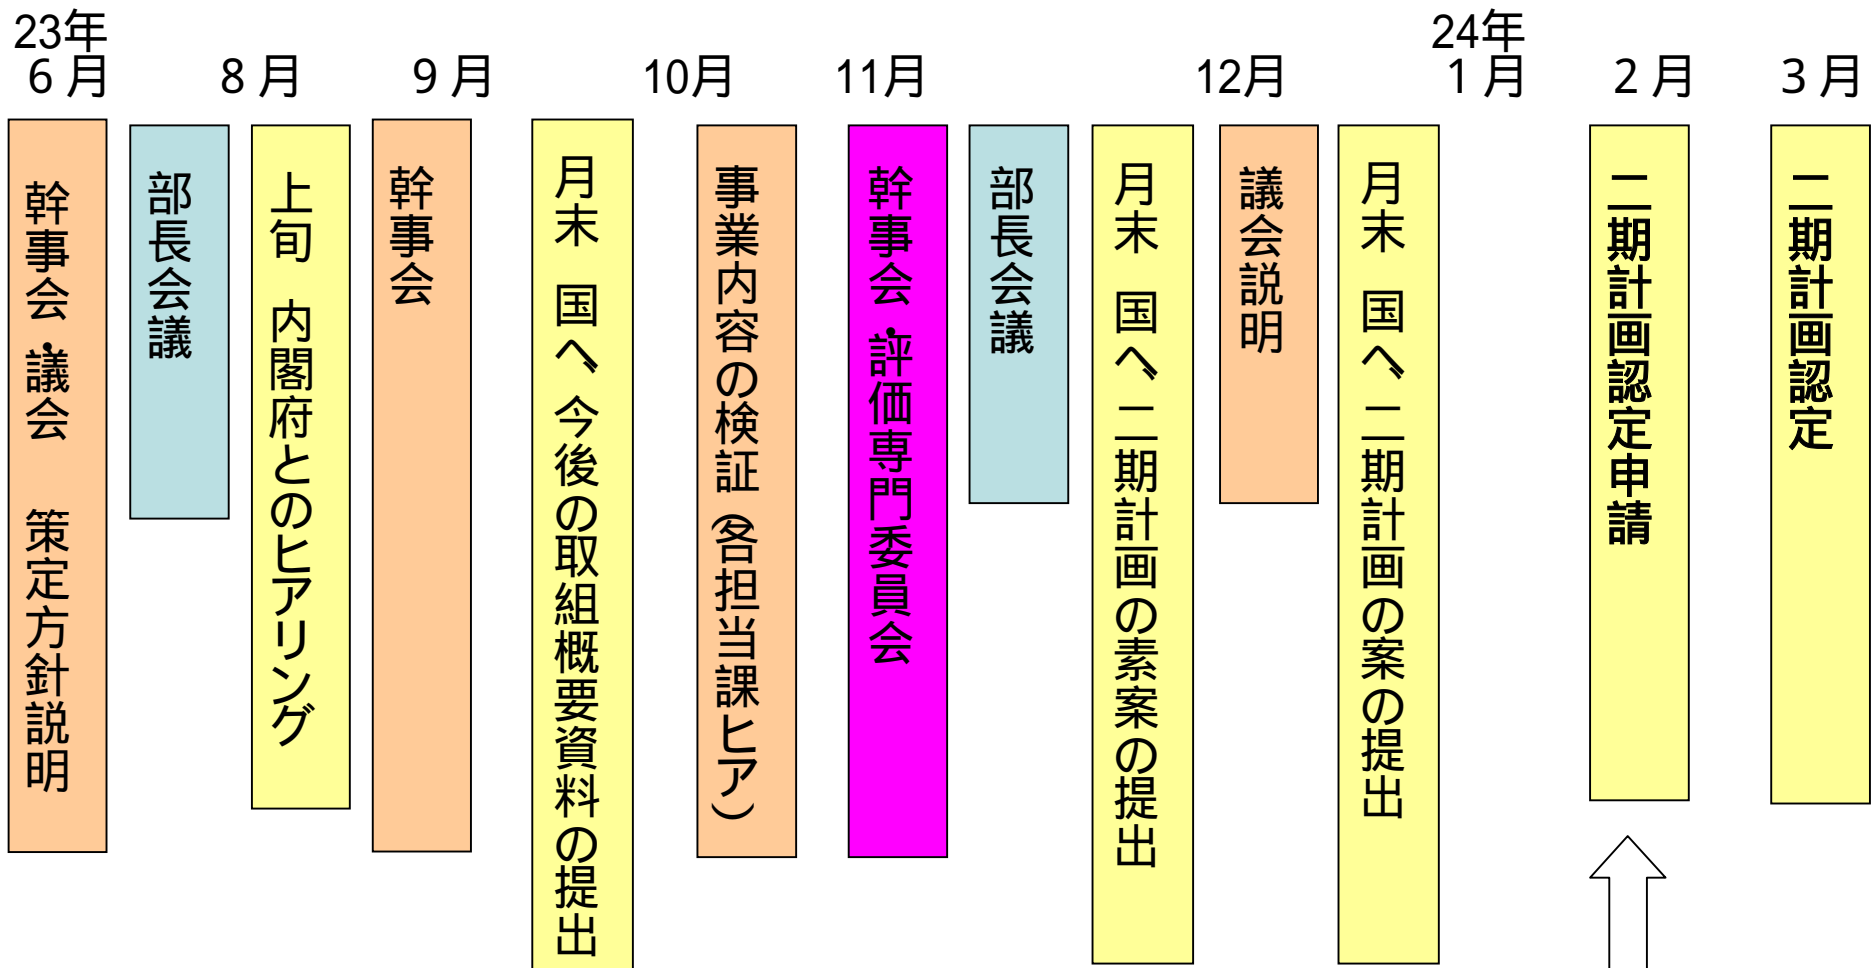 23年
6月
8月
9月
10月
11月
12月
24年
1月
2月
3月
幹事会・議会 策定方針説明
部長会議
上旬 内閣府とのヒアリング
幹事会
月末 国へ、今後の取組概要資料の提出
事業内容の検証（各担当課ヒア）
幹事会・評価専門委員会
部長会議
月末 国へ、二期計画の素案の提出
議会説明
月末 国へ、二期計画の案の提出
二期計画認定申請
二期計画認定